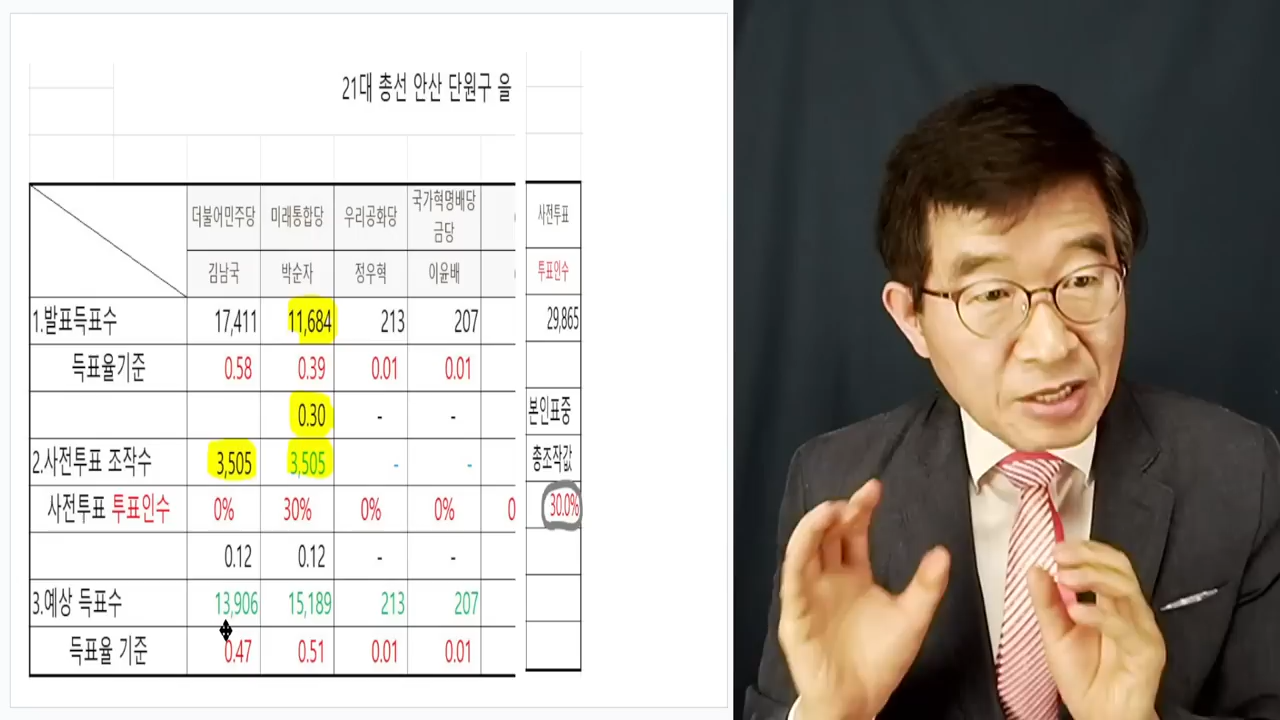 21대 총선 안산 단원구 을
더불어민주당 미래통합당 우리공화당 국가혁명배당금당 사전투표
김남국 박순자 정우혁 이윤배 투표인수
1.발표득표수 17,411 11,684 213 207 29,865
득표율기준 0.58 0.39 0.01 0.01
0.30 - - 본인표중
2.사전투표 조작수 3,505 3,505 - - 총조작값
사전투표 투표인수 0% 30% 0% 0% 0 30.0%
0.12 0.12 - -
3.예상 득표수 13,906 15,189 213 207
득표율 기준 0.47 0.51 0.01 0.01